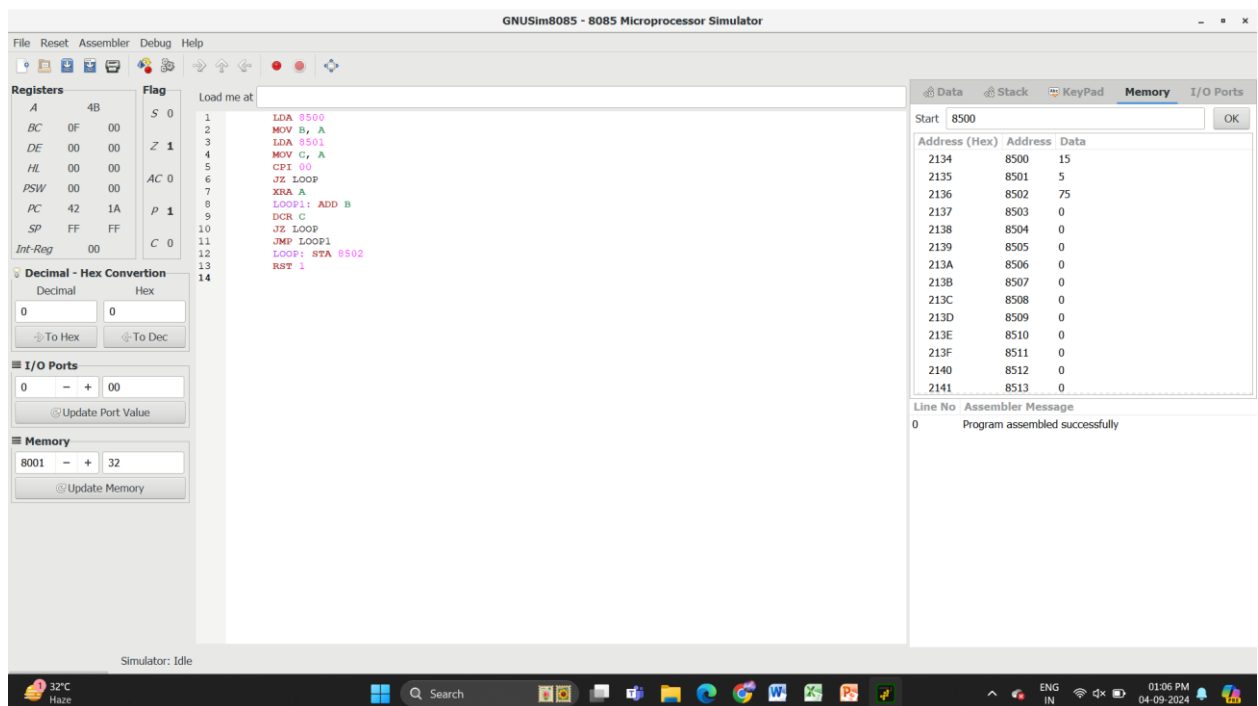 GNUSim8085 - 8085 Microprocessor Simulator
File Reset Assembler Debug Help
Registers
A 4B
BC 0F 00
DE 00 00
HL 00 00
PSW 00 00
PC 42 1A
SP FF FF
Int-Reg 00
Flag
S 0
Z 1
AC 0
P 1
C 0
Decimal - Hex Convertion
Decimal Hex
0 0
To Hex To Dec
I/O Ports
0 - + 00
Update Port Value
Memory
8001 - + 32
Update Memory
Load me at
1 LDA 8500
2 MOV B, A
3 LDA 8501
4 MOV C, A
5 CPI 00
6 JZ LOOP
7 XRA A
8 LOOP1: ADD B
9 DCR C
10 JZ LOOP
11 JMP LOOP1
12 LOOP: STA 8502
13 RST 1
14
Data Stack KeyPad Memory I/O Ports
Start 8500 OK
Address (Hex) Address Data
2134 8500 15
2135 8501 5
2136 8502 75
2137 8503 0
2138 8504 0
2139 8505 0
213A 8506 0
213B 8507 0
213C 8508 0
213D 8509 0
213E 8510 0
213F 8511 0
2140 8512 0
2141 8513 0
Line No Assembler Message
0 Program assembled successfully
Simulator: Idle
1 32°C
Haze
Search
ENG
IN
01:06 PM
04-09-2024